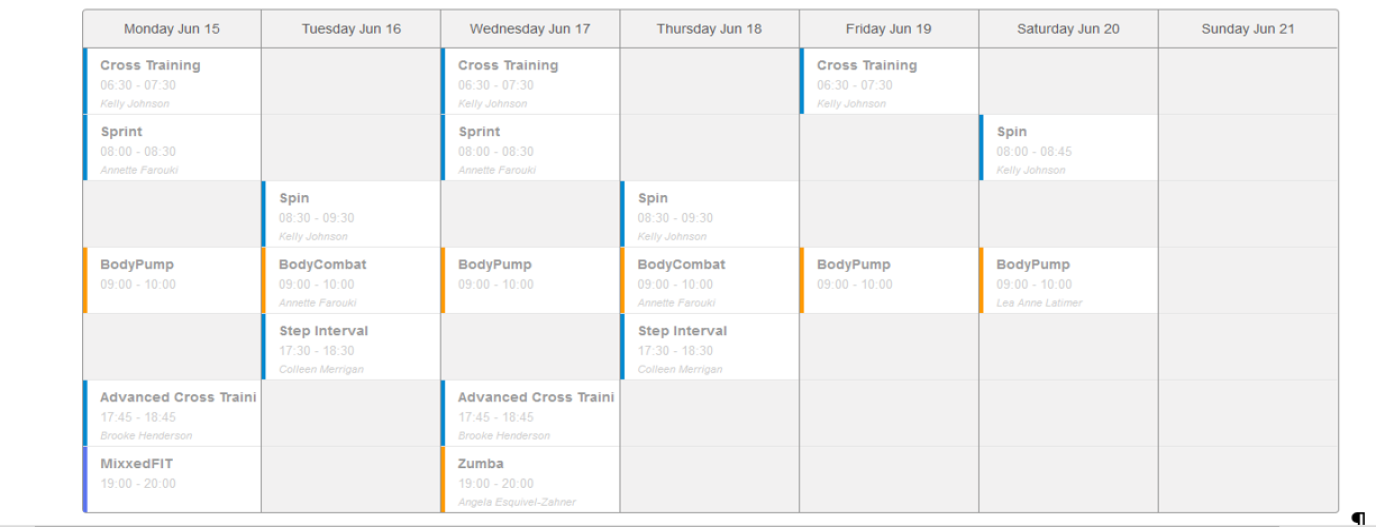 Monday Jun 15 Tuesday Jun 16 Wednesday Jun 17 Thursday Jun 18 Friday Jun 19 Saturday Jun 20 Sunday Jun 21
Cross Training Cross Training Cross Training
06:30 - 07:30 06:30 - 07:30 06:30 - 07:30
Kelly Johnson Kelly Johnson Kelly Johnson
Sprint Sprint Spin
08:00 - 08:30 08:00 - 08:30 08:00 - 08:45
Annette Farouki Annette Farouki Kelly Johnson
Spin Spin
08:30 - 09:30 08:30 - 09:30
Kelly Johnson Kelly Johnson
BodyPump BodyCombat BodyPump BodyCombat BodyPump BodyPump
09:00 - 10:00 09:00 - 10:00 09:00 - 10:00 09:00 - 10:00 09:00 - 10:00 09:00 - 10:00
Annette Farouki Annette Farouki Lea Anne Latimer
Step Interval Step Interval
17:30 - 18:30 17:30 - 18:30
Colleen Merrigan Colleen Merrigan
Advanced Cross Traini Advanced Cross Traini
17:45 - 18:45 17:45 - 18:45
Brooke Henderson Brooke Henderson
MixxedFIT Zumba
19:00 - 20:00 19:00 - 20:00
Angela Esquivel-Zahner
¶